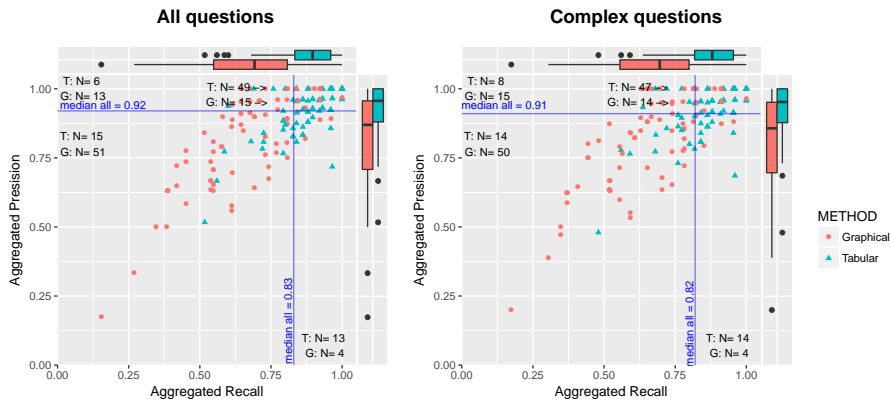 All questions
T: N= 6
G: N= 13
T: N= 49 −>
G: N= 15 −>
median all = 0.92
T: N= 15
G: N= 51
median all = 0.83
T: N= 13
G: N= 4
1.00
0.75
0.50
0.25
0.00
0.00
0.25
0.50
0.75
1.00
Aggregated Presision
Aggregated Recall
Complex questions
T: N= 8
G: N= 15
T: N= 47 −>
G: N= 14 −>
median all = 0.91
T: N= 14
G: N= 50
median all = 0.82
T: N= 14
G: N= 4
1.00
0.75
0.50
0.25
0.00
0.00
0.25
0.50
0.75
1.00
Aggregated Presision
Aggregated Recall
METHOD
Graphical
Tabular